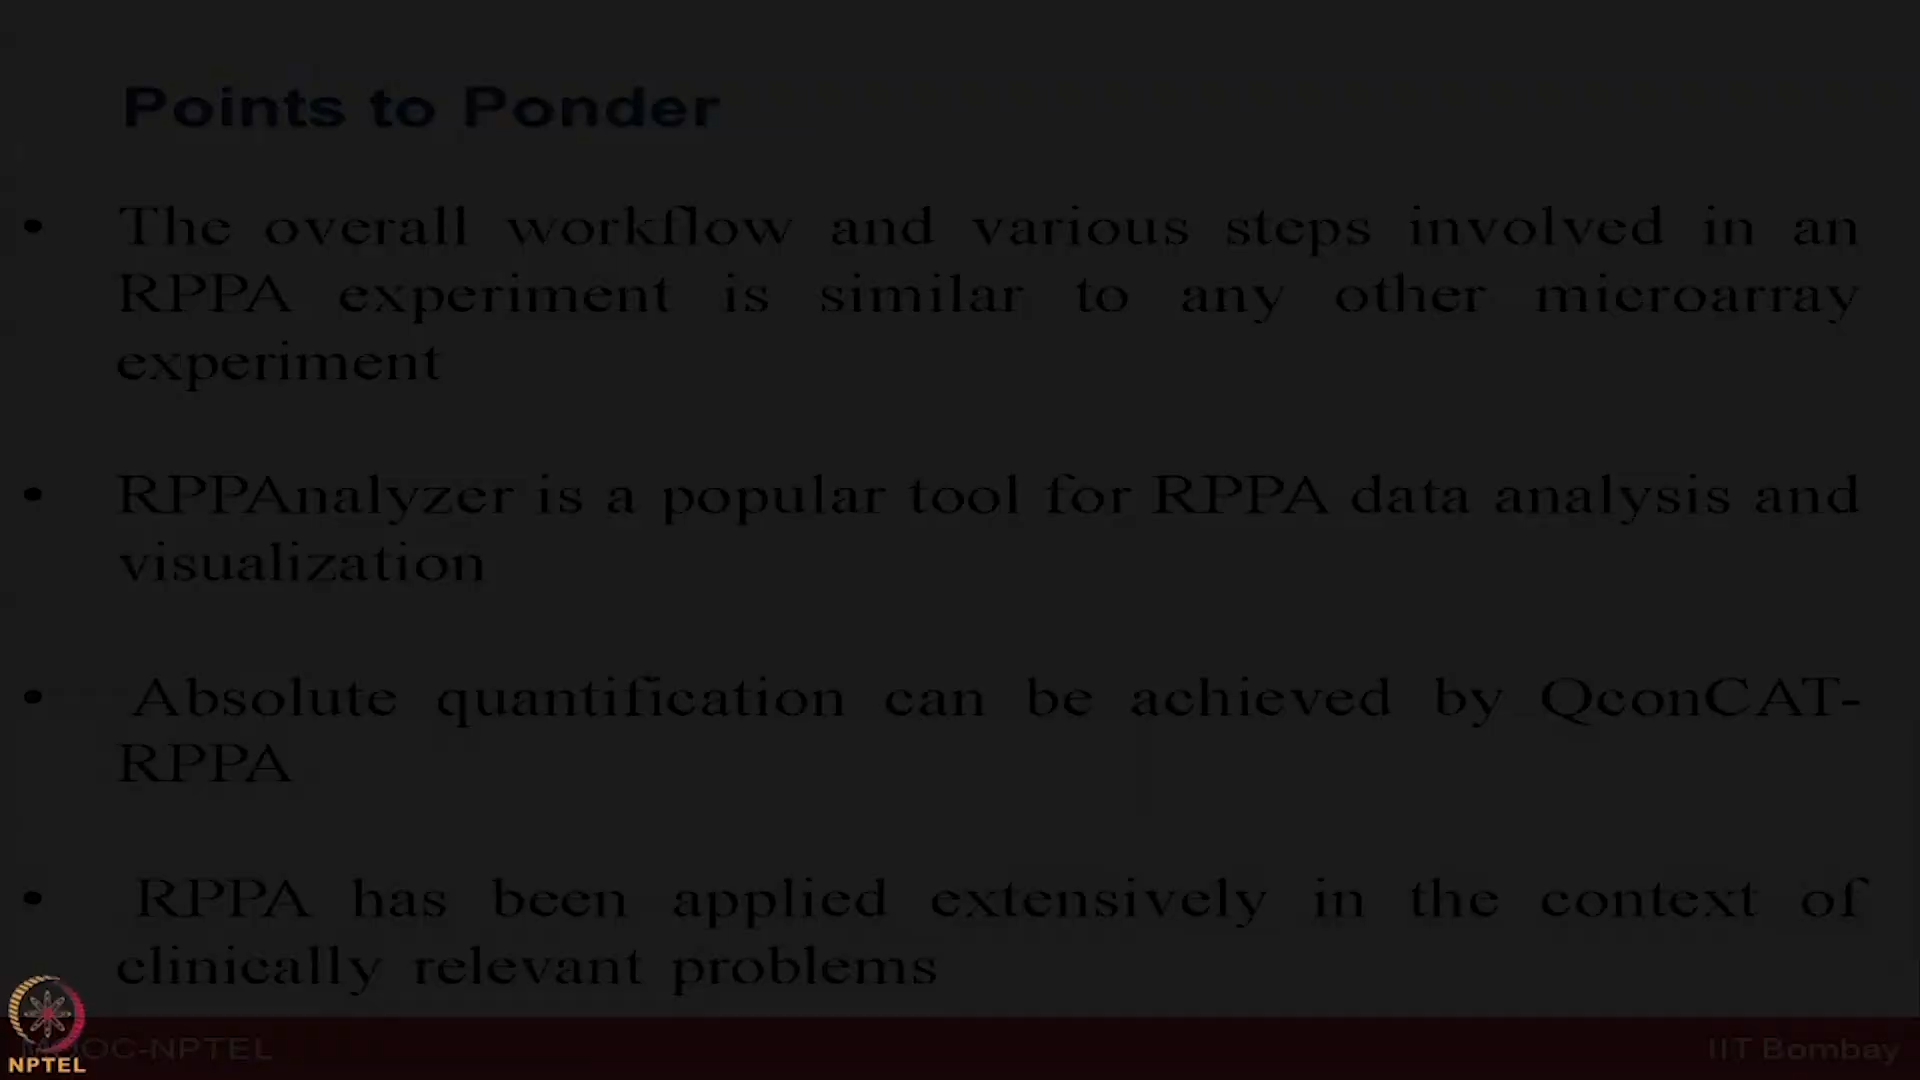 Points to Ponder
• The overall workflow and various steps involved in an
RPPA experiment is similar to any other microarray
experiment
• RPPAnalyzer is a popular tool for RPPA data analysis and
visualization
• Absolute quantification can be achieved by QconCAT-
RPPA
• RPPA has been applied extensively in the context of
clinically relevant problems
MOOC-NPTEL
IIT Bombay
NPTEL